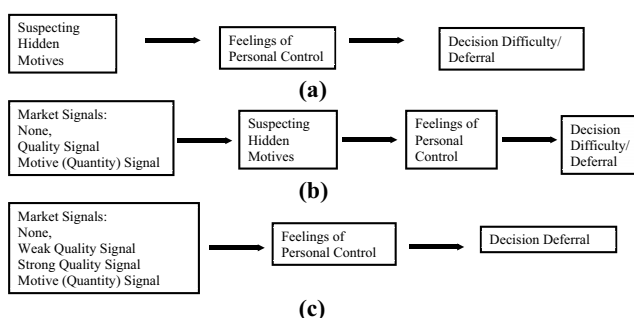 Suspecting
Hidden
Motives
Feelings of
Personal Control
Decision Difficulty/
Deferral
(a)
Market Signals:
None,
Quality Signal
Motive (Quantity) Signal
Suspecting
Hidden
Motives
Feelings of
Personal
Control
Decision
Difficulty/
Deferral
(b)
Market Signals:
None,
Weak Quality Signal
Strong Quality Signal
Motive (Quantity) Signal
Feelings of
Personal Control
Decision Deferral
(c)